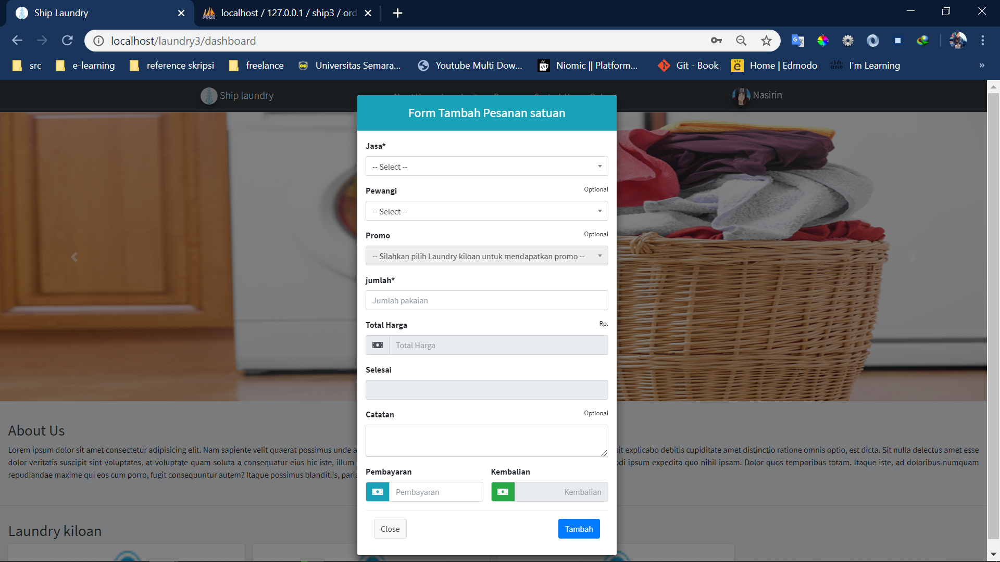 Ship Laundry
localhost / 127.0.0.1 / ship3 / ord
localhost/laundry3/dashboard
src
e-learning
reference skripsi
freelance
Universitas Semara...
Youtube Multi Dow...
Niomic || Platform...
Git - Book
Home | Edmodo
I'm Learning
»
Ship laundry
Nasirin
Form Tambah Pesanan satuan
Jasa*
-- Select --
Pewangi
Optional
-- Select --
Promo
Optional
-- Silahkan pilih Laundry kiloan untuk mendapatkan promo --
jumlah*
Jumlah pakaian
Total Harga
Rp.
Total Harga
Selesai
Catatan
Optional
Pembayaran
Kembalian
Pembayaran
Kembalian
Close
Tambah
About Us
Lorem ipsum dolor sit amet consectetur adipisicing elit. Nam sapiente velit quaerat possimus unde a
sit explicabo debitis cupiditate amet distinctio ratione omnis optio, est dicta. Sit nulla delectus amet esse
dolor veritatis suscipit sint voluptates, at voluptate quam soluta a consequatur eius hic iste, illum
odi ipsum expedita quo nihil ipsam. Dolor quos temporibus totam. Itaque iste, ad doloribus numquam
repudiandae maxime qui eos cum porro, fugit consequuntur autem? Itaque possimus blanditiis, paria
Laundry kiloan